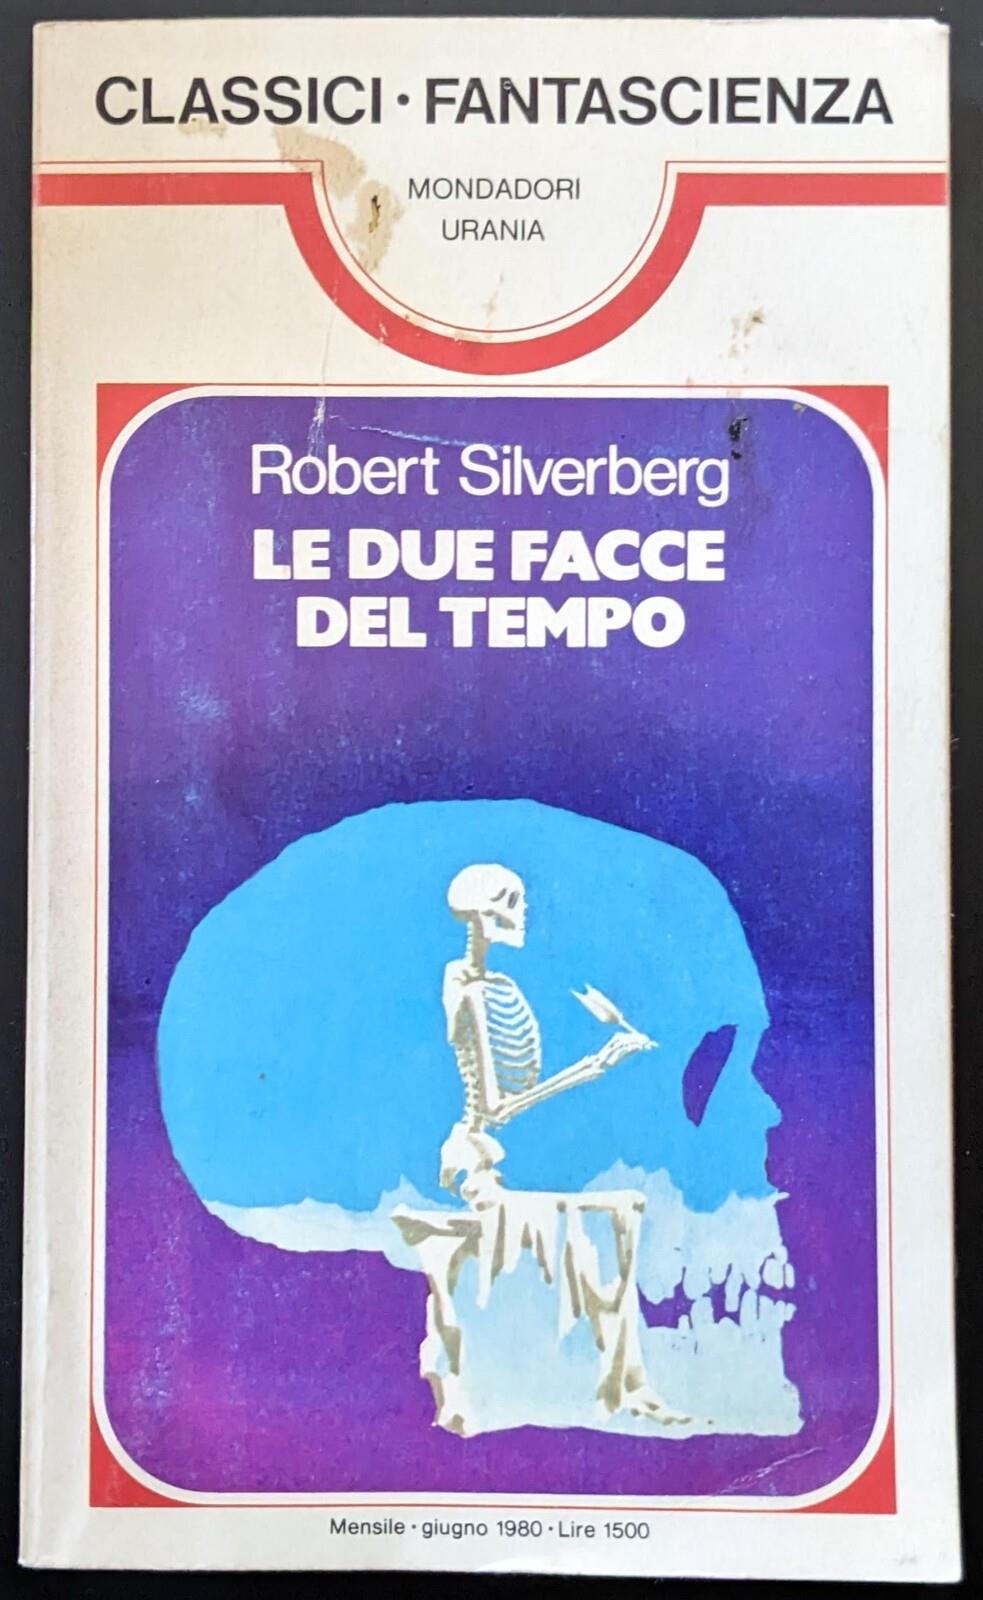 CLASSICI · FANTASCIENZA
MONDADORI
URANIA
Robert Silverberg
LE DUE FACCE
DEL TEMPO
Mensile · giugno 1980 · Lire 1500